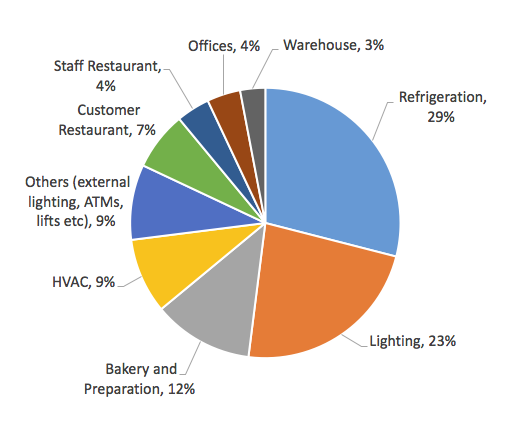 Offices, 4%
Warehouse, 3%
Staff Restaurant,
4%
Refrigeration,
29%
Customer
Restaurant, 7%
Others (external
lighting, ATMs,
lifts etc), 9%
HVAC, 9%
Lighting, 23%
Bakery and
Preparation, 12%